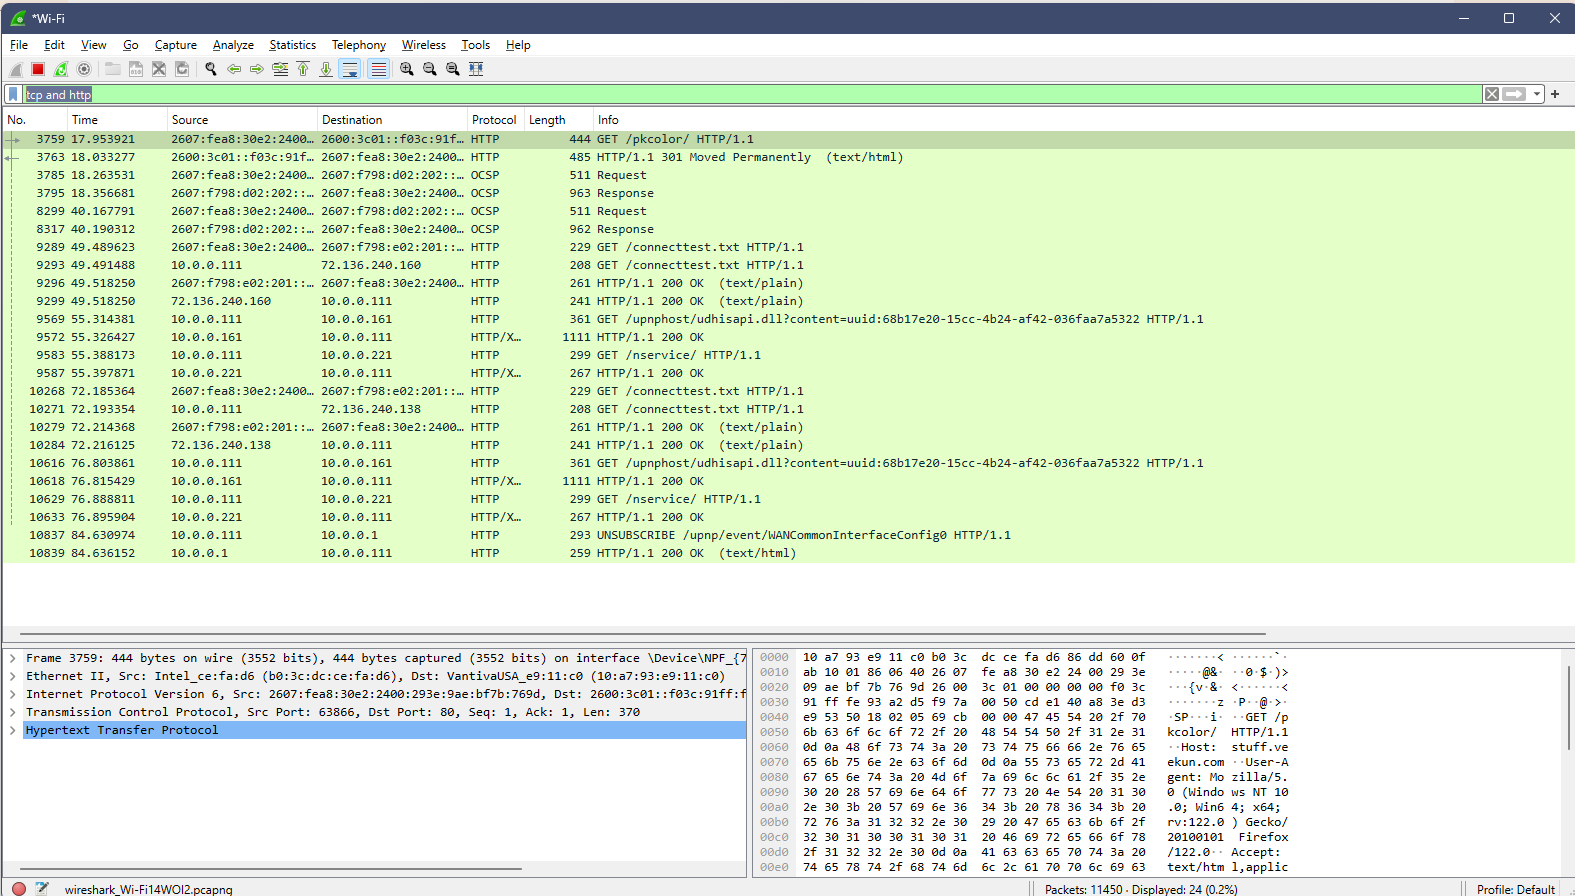 *Wi-Fi
File Edit View Go Capture Analyze Statistics Telephony Wireless Tools Help
tcp and http
No. Time Source Destination Protocol Length Info
3759 17.953921 2607:fea8:30e2:2400… 2600:3c01::f03c:91f… HTTP 444 GET /pkcolor/ HTTP/1.1
3763 18.033277 2600:3c01::f03c:91f… 2607:fea8:30e2:2400… HTTP 485 HTTP/1.1 301 Moved Permanently (text/html)
3785 18.263531 2607:fea8:30e2:2400… 2607:f798:d02:202::… OCSP 511 Request
3795 18.356681 2607:f798:d02:202::… 2607:fea8:30e2:2400… OCSP 963 Response
8299 40.167791 2607:fea8:30e2:2400… 2607:f798:d02:202::… OCSP 511 Request
8317 40.190312 2607:f798:d02:202::… 2607:fea8:30e2:2400… OCSP 962 Response
9289 49.489623 2607:fea8:30e2:2400… 2607:f798:e02:201::… HTTP 229 GET /connecttest.txt HTTP/1.1
9293 49.491488 10.0.0.111 72.136.240.160 HTTP 208 GET /connecttest.txt HTTP/1.1
9296 49.518250 2607:f798:e02:201::… 2607:fea8:30e2:2400… HTTP 261 HTTP/1.1 200 OK (text/plain)
9299 49.518250 72.136.240.160 10.0.0.111 HTTP 241 HTTP/1.1 200 OK (text/plain)
9569 55.314381 10.0.0.111 10.0.0.161 HTTP 361 GET /upnphost/udhisapi.dll?content=uuid:68b17e20-15cc-4b24-af42-036faa7a5322 HTTP/1.1
9572 55.326427 10.0.0.161 10.0.0.111 HTTP/X… 1111 HTTP/1.1 200 OK
9583 55.388173 10.0.0.111 10.0.0.221 HTTP 299 GET /nservice/ HTTP/1.1
9587 55.397871 10.0.0.221 10.0.0.111 HTTP/X… 267 HTTP/1.1 200 OK
10268 72.185364 2607:fea8:30e2:2400… 2607:f798:e02:201::… HTTP 229 GET /connecttest.txt HTTP/1.1
10271 72.193354 10.0.0.111 72.136.240.138 HTTP 208 GET /connecttest.txt HTTP/1.1
10279 72.214368 2607:f798:e02:201::… 2607:fea8:30e2:2400… HTTP 261 HTTP/1.1 200 OK (text/plain)
10284 72.216125 72.136.240.138 10.0.0.111 HTTP 241 HTTP/1.1 200 OK (text/plain)
10616 76.803861 10.0.0.111 10.0.0.161 HTTP 361 GET /upnphost/udhisapi.dll?content=uuid:68b17e20-15cc-4b24-af42-036faa7a5322 HTTP/1.1
10618 76.815429 10.0.0.161 10.0.0.111 HTTP/X… 1111 HTTP/1.1 200 OK
10629 76.888811 10.0.0.111 10.0.0.221 HTTP 299 GET /nservice/ HTTP/1.1
10633 76.895904 10.0.0.221 10.0.0.111 HTTP/X… 267 HTTP/1.1 200 OK
10837 84.630974 10.0.0.111 10.0.0.1 HTTP 293 UNSUBSCRIBE /upnp/event/WANCommonInterfaceConfig0 HTTP/1.1
10839 84.636152 10.0.0.1 10.0.0.111 HTTP 259 HTTP/1.1 200 OK (text/html)
Frame 3759: 444 bytes on wire (3552 bits), 444 bytes captured (3552 bits) on interface \Device\NPF_{7
Ethernet II, Src: Intel_ce:fa:d6 (b0:3c:dc:ce:fa:d6), Dst: VantivaUSA_e9:11:c0 (10:a7:93:e9:11:c0)
Internet Protocol Version 6, Src: 2607:fea8:30e2:2400:293e:9ae:bf7b:769d, Dst: 2600:3c01::f03c:91ff:f
Transmission Control Protocol, Src Port: 63866, Dst Port: 80, Seq: 1, Ack: 1, Len: 370
Hypertext Transfer Protocol
0000 10 a7 93 e9 11 c0 b0 3c dc ce fa d6 86 dd 60 0f ·······< ······`·
0010 ab 10 01 86 06 40 26 07 fe a8 30 e2 24 00 29 3e ·····@&· ··0·$·)>
0020 09 ae bf 7b 76 9d 26 00 3c 01 00 00 00 00 f0 3c ···{v·&· <······<
0030 91 ff fe 93 a2 d5 f9 7a 00 50 cd e1 40 a8 3e d3 ·······z ·P··@·>·
0040 e9 53 50 18 02 05 69 cb 00 00 47 45 54 20 2f 70 ·SP···i· ··GET /p
0050 6b 63 6f 6c 6f 72 2f 20 48 54 54 50 2f 31 2e 31 kcolor/ HTTP/1.1
0060 0d 0a 48 6f 73 74 3a 20 73 74 75 66 66 2e 76 65 ··Host: stuff.ve
0070 65 6b 75 6e 2e 63 6f 6d 0d 0a 55 73 65 72 2d 41 ekun.com ··User-A
0080 67 65 6e 74 3a 20 4d 6f 7a 69 6c 6c 61 2f 35 2e gent: Mo zilla/5.
0090 30 20 28 57 69 6e 64 6f 77 73 20 4e 54 20 31 30 0 (Windo ws NT 10
00a0 2e 30 3b 20 57 69 6e 36 34 3b 20 78 36 34 3b 20 .0; Win6 4; x64;
00b0 72 76 3a 31 32 32 2e 30 29 20 47 65 63 6b 6f 2f rv:122.0 ) Gecko/
00c0 32 30 31 30 30 31 30 31 20 46 69 72 65 66 6f 78 20100101 Firefox
00d0 2f 31 32 32 2e 30 0d 0a 41 63 63 65 70 74 3a 20 /122.0·· Accept:
00e0 74 65 78 74 2f 68 74 6d 6c 2c 61 70 70 6c 69 63 text/htm l,applic
wireshark_Wi-Fi14WOI2.pcapng Packets: 11450 · Displayed: 24 (0.2%) Profile: Default